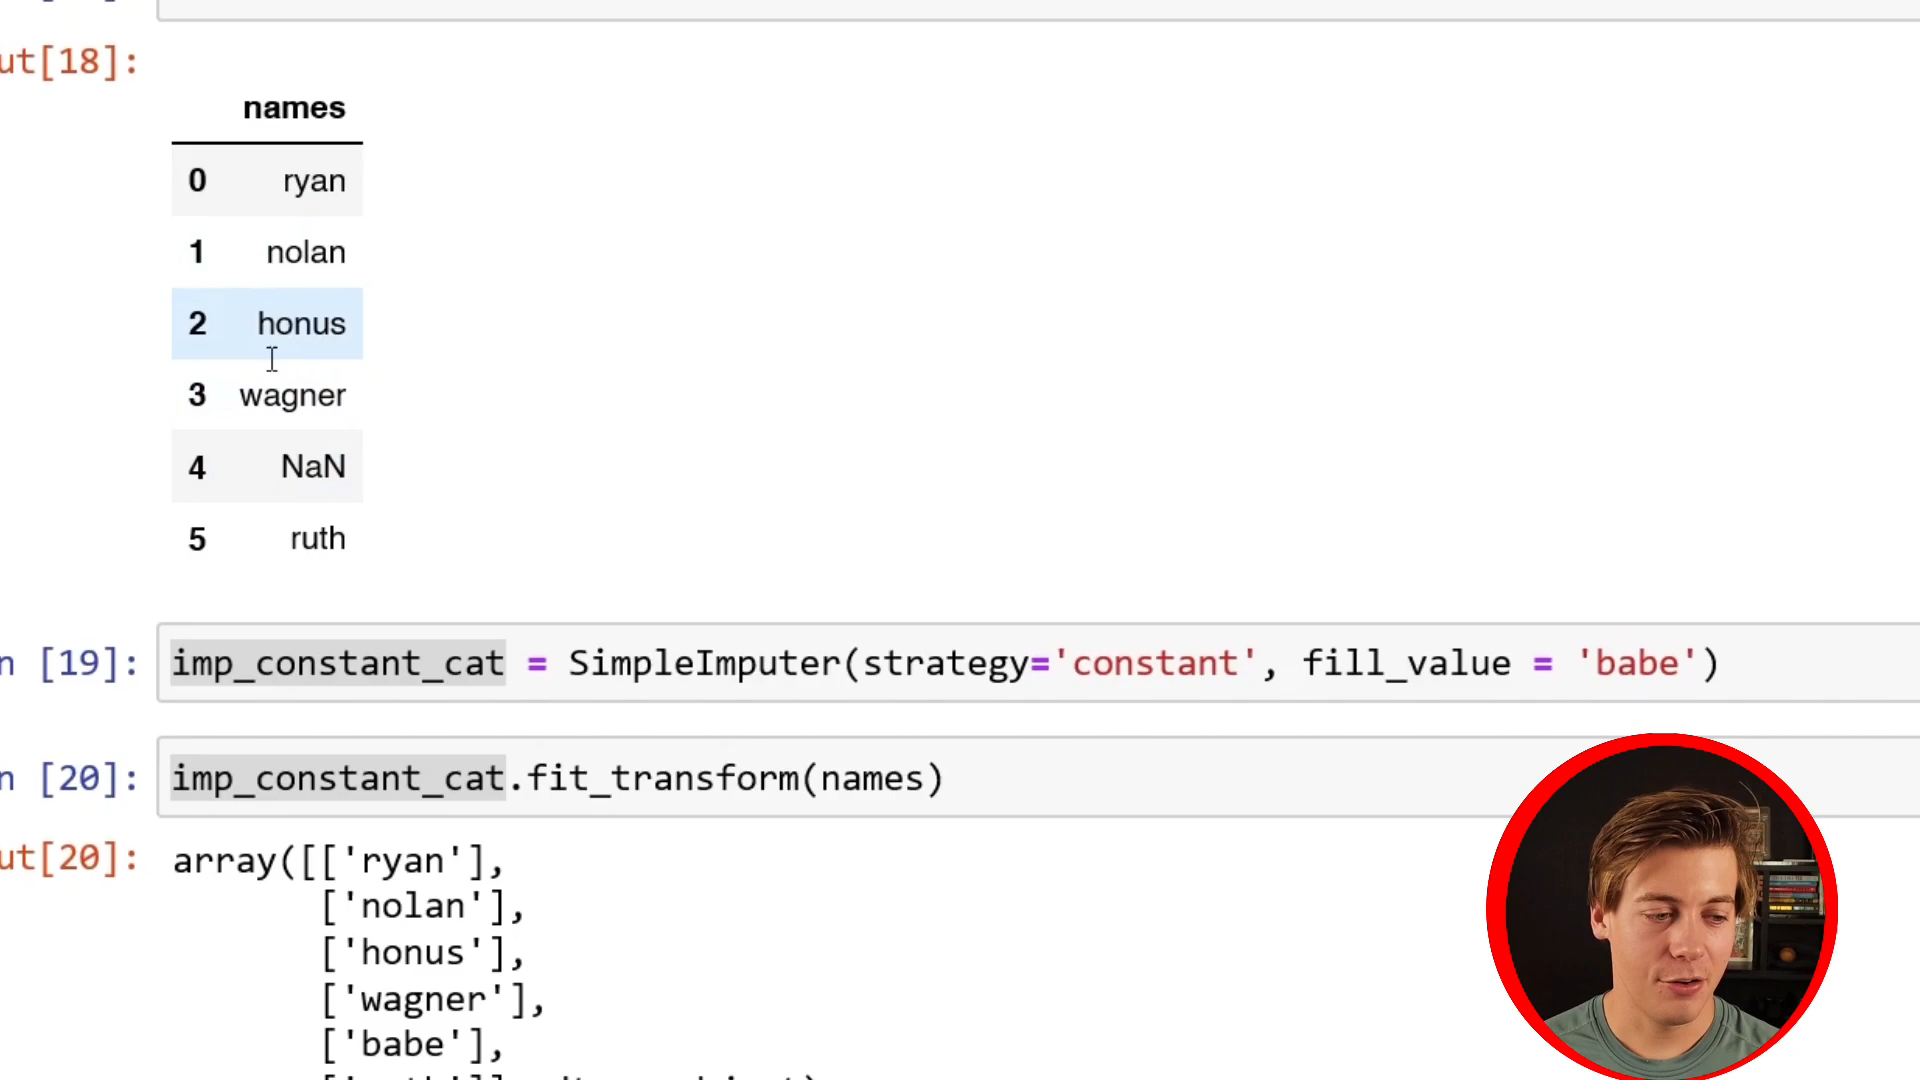 ut[18]:
names
0 ryan
1 nolan
2 honus
3 wagner
4 NaN
5 ruth
n [19]: imp_constant_cat = SimpleImputer(strategy='constant', fill_value = 'babe')
n [20]: imp_constant_cat.fit_transform(names)
ut[20]: array([['ryan'],
['nolan'],
['honus'],
['wagner'],
['babe'],